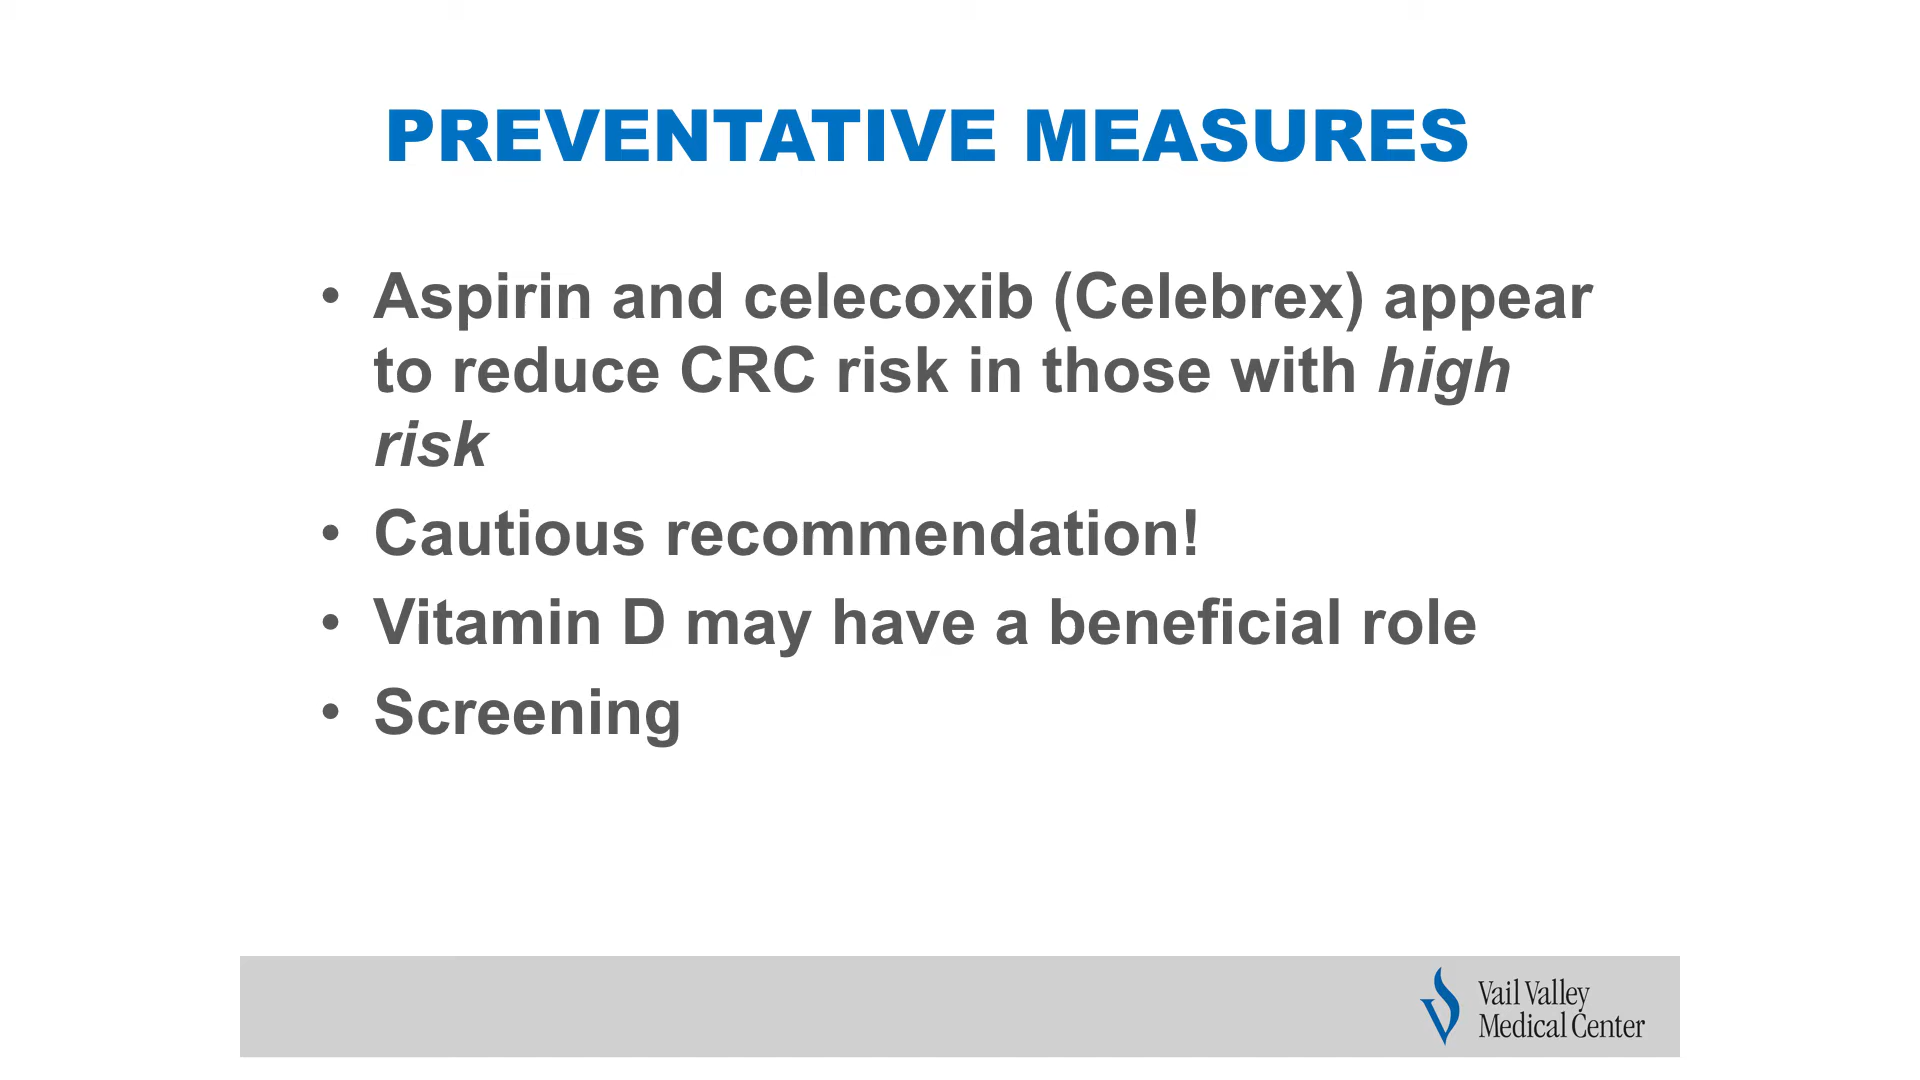 PREVENTATIVE MEASURES
• Aspirin and celecoxib (Celebrex) appear
to reduce CRC risk in those with high
risk
• Cautious recommendation!
• Vitamin D may have a beneficial role
• Screening
Vail Valley
Medical Center